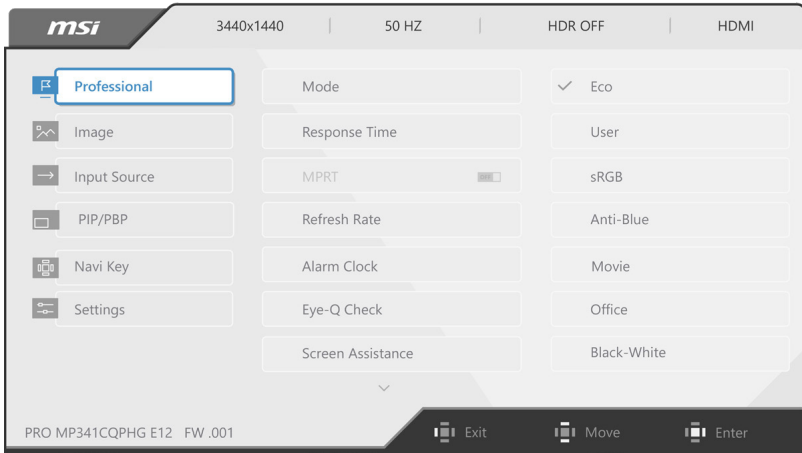 msi
3440x1440 50 HZ HDR OFF HDMI
Professional Mode Eco
Image Response Time User
Input Source MPRT OFF sRGB
PIP/PBP Refresh Rate Anti-Blue
Navi Key Alarm Clock Movie
Settings Eye-Q Check Office
Screen Assistance Black-White
PRO MP341CQPHG E12 FW .001 Exit Move Enter